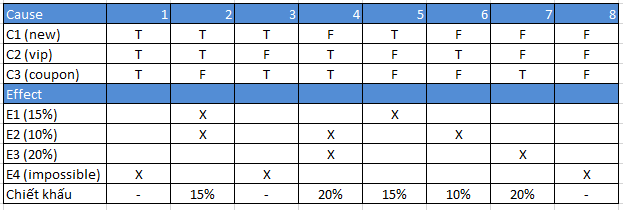 Cause 1 2 3 4 5 6 7 8
C1 (new) T T T F T F F F
C2 (vip) T T F T F T F F
C3 (coupon) T F T T F F T F
Effect
E1 (15%) X X
E2 (10%) X X X
E3 (20%) X X
E4 (impossible) X X X
Chiết khấu - 15% - 20% 15% 10% 20% -